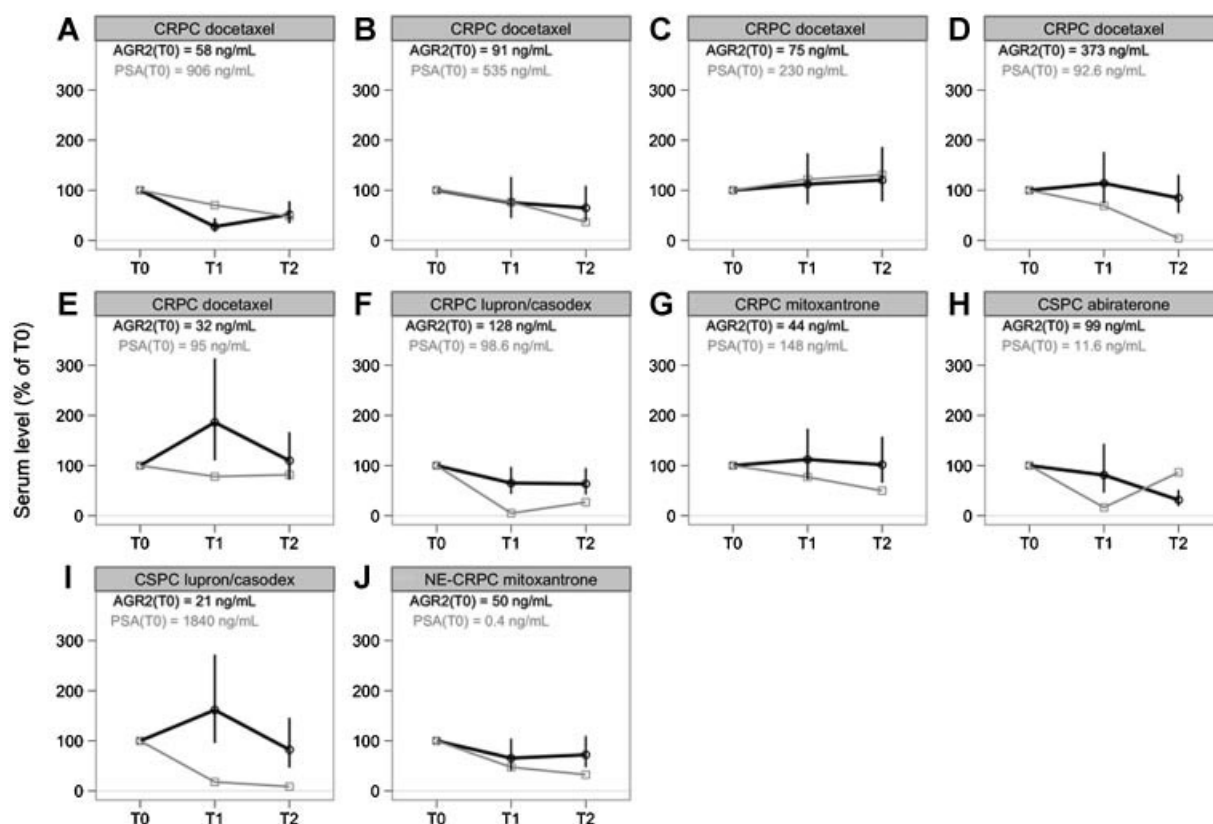 A
CRPC docetaxel
AGR2(T0) = 58 ng/mL
PSA(T0) = 906 ng/mL
300
200
100
0
T0 T1 T2
B
CRPC docetaxel
AGR2(T0) = 91 ng/mL
PSA(T0) = 535 ng/mL
300
200
100
0
T0 T1 T2
C
CRPC docetaxel
AGR2(T0) = 75 ng/mL
PSA(T0) = 230 ng/mL
300
200
100
0
T0 T1 T2
D
CRPC docetaxel
AGR2(T0) = 373 ng/mL
PSA(T0) = 92.6 ng/mL
300
200
100
0
T0 T1 T2
Serum level (% of T0)
E
CRPC docetaxel
AGR2(T0) = 32 ng/mL
PSA(T0) = 95 ng/mL
300
200
100
0
T0 T1 T2
F
CRPC lupron/casodex
AGR2(T0) = 128 ng/mL
PSA(T0) = 98.6 ng/mL
300
200
100
0
T0 T1 T2
G
CRPC mitoxantrone
AGR2(T0) = 44 ng/mL
PSA(T0) = 148 ng/mL
300
200
100
0
T0 T1 T2
H
CSPC abiraterone
AGR2(T0) = 99 ng/mL
PSA(T0) = 11.6 ng/mL
300
200
100
0
T0 T1 T2
I
CSPC lupron/casodex
AGR2(T0) = 21 ng/mL
PSA(T0) = 1840 ng/mL
300
200
100
0
T0 T1 T2
J
NE-CRPC mitoxantrone
AGR2(T0) = 50 ng/mL
PSA(T0) = 0.4 ng/mL
300
200
100
0
T0 T1 T2